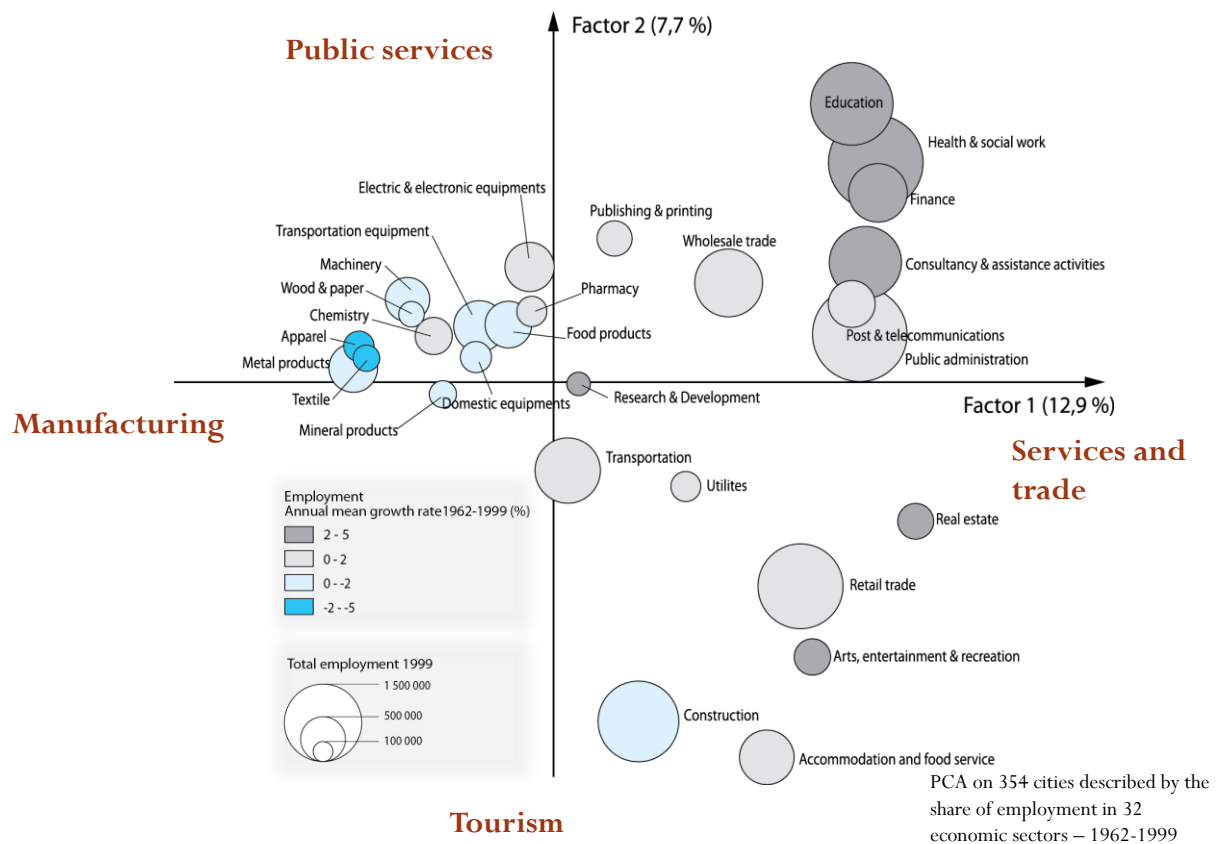 Factor 2 (7,7 %)
Public services
Education
Health & social work
Electric & electronic equipments
Finance
Publishing & printing
Transportation equipment
Wholesale trade
Machinery
Consultancy & assistance activities
Wood & paper
Pharmacy
Chemistry
Food products
Apparel
Post & telecommunications
Metal products
Public administration
Textile
Domestic equipments
Research & Development
Factor 1 (12,9 %)
Manufacturing
Mineral products
Services and
trade
Transportation
Utilites
Employment
Annual mean growth rate1962-1999 (%)
2 - 5
0 - 2
0 - -2
-2 - -5
Real estate
Retail trade
Arts, entertainment & recreation
Total employment 1999
1 500 000
500 000
100 000
Construction
Accommodation and food service
PCA on 354 cities described by the
share of employment in 32
economic sectors – 1962-1999
Tourism